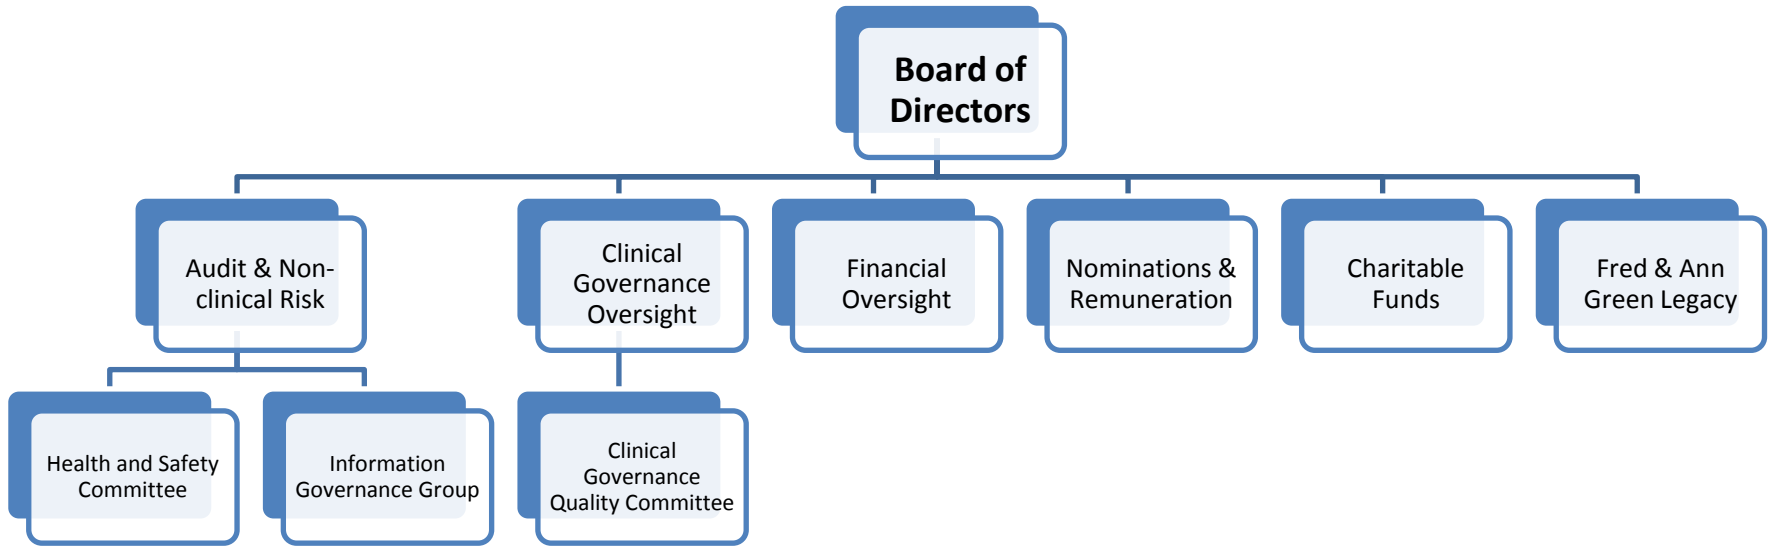 Board of
Directors
Audit & Non-
clinical Risk
Clinical
Governance
Oversight
Financial
Oversight
Nominations &
Remuneration
Charitable
Funds
Fred & Ann
Green Legacy
Health and Safety
Committee
Information
Governance Group
Clinical
Governance
Quality Committee